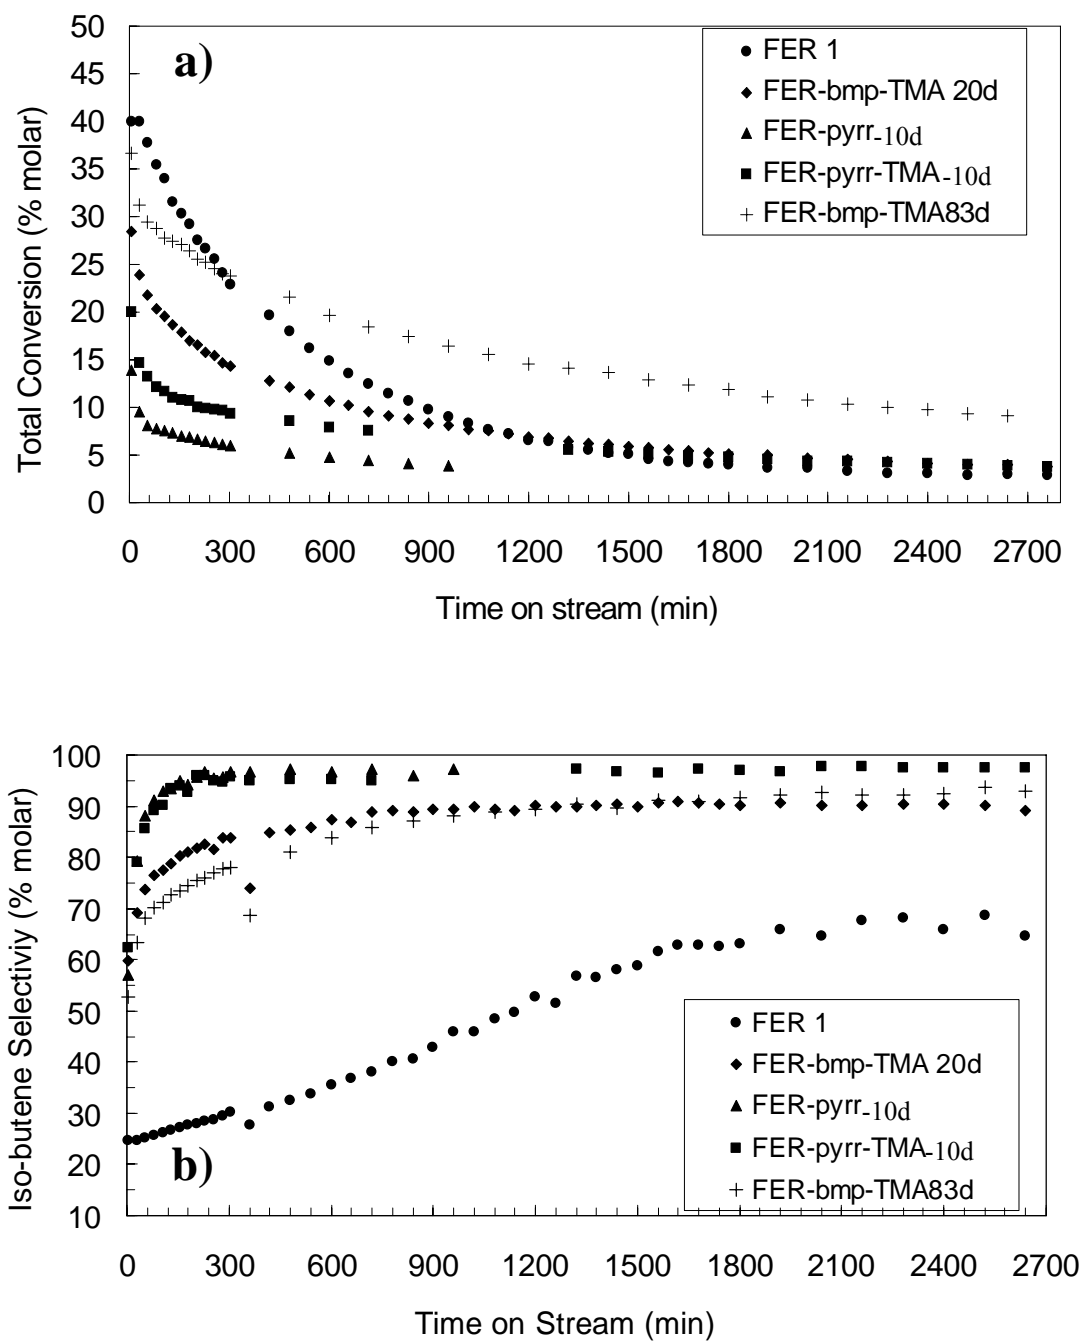 a)
Total Conversion (% molar)
50
45
40
35
30
25
20
15
10
5
0
FER 1
FER-bmp-TMA 20d
FER-pyrr-10d
FER-pyrr-TMA-10d
FER-bmp-TMA83d
0 300 600 900 1200 1500 1800 2100 2400 2700
Time on stream (min)
Iso-butene Selectiviy (% molar)
100
90
80
70
60
50
40
30
20
10
b)
FER 1
FER-bmp-TMA 20d
FER-pyrr-10d
FER-pyrr-TMA-10d
FER-bmp-TMA83d
0 300 600 900 1200 1500 1800 2100 2400 2700
Time on Stream (min)